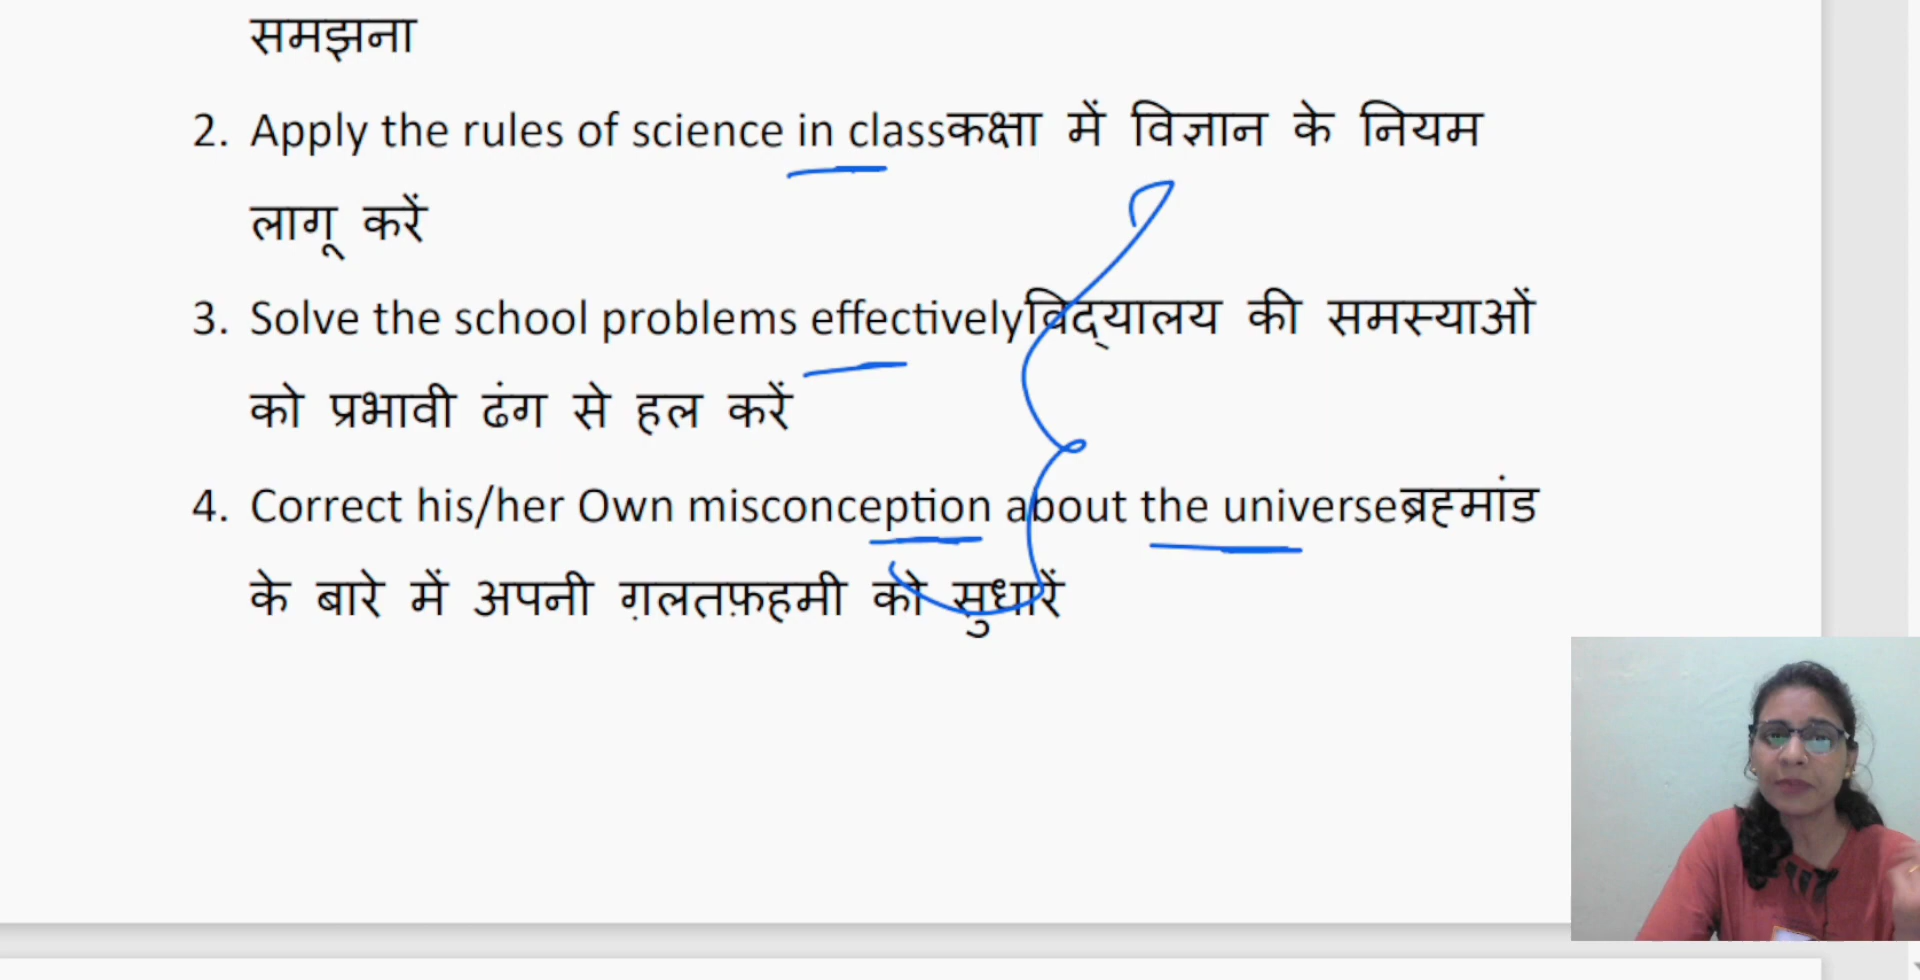 समझना
2. Apply the rules of science in classकक्षा में विज्ञान के नियम
लागू करें
3. Solve the school problems effectivelyविद्यालय की समस्याओं
को प्रभावी ढंग से हल करें
4. Correct his/her Own misconception about the universeब्रह्मांड
के बारे में अपनी ग़लतफ़हमी को सुधारें